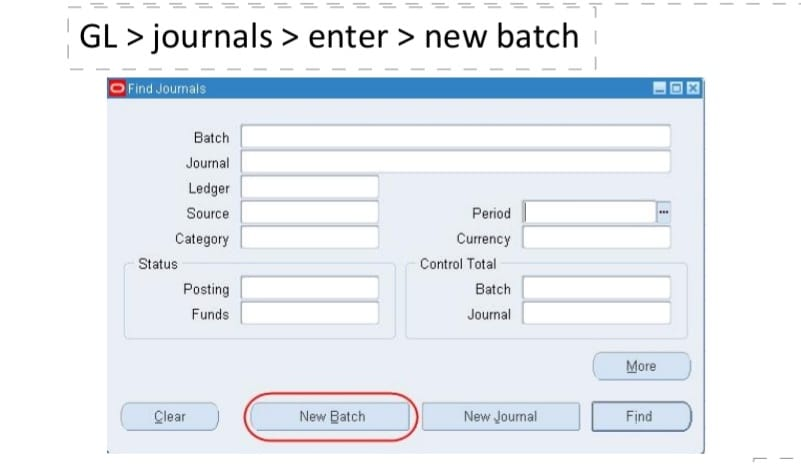 GL > journals > enter > new batch
Find Journals
Batch
Journal
Ledger
Source
Period
Category
Currency
Status
Control Total
Posting
Batch
Funds
Journal
More
Clear
New Batch
New Journal
Find